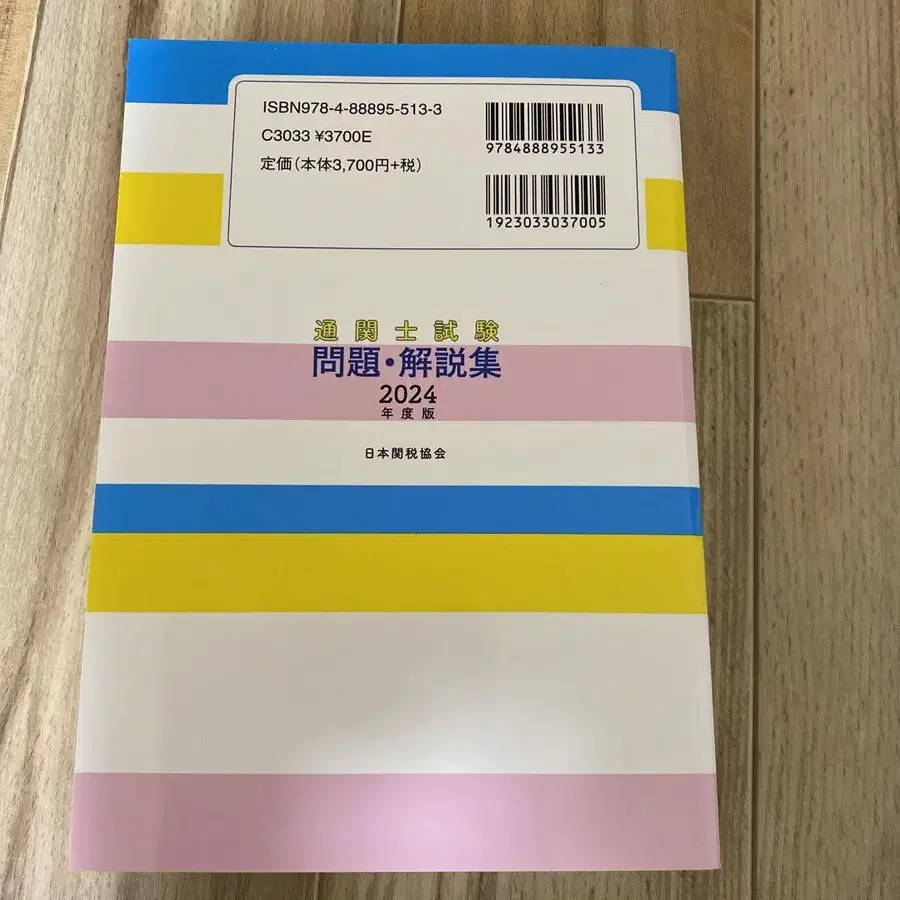 ISBN978-4-88895-513-3
C3033 ¥3700E
定価(本体3,700円+税)
9784888955133
1923033037005
通関士試験
問題・解説集
2024
年度版
日本関税協会